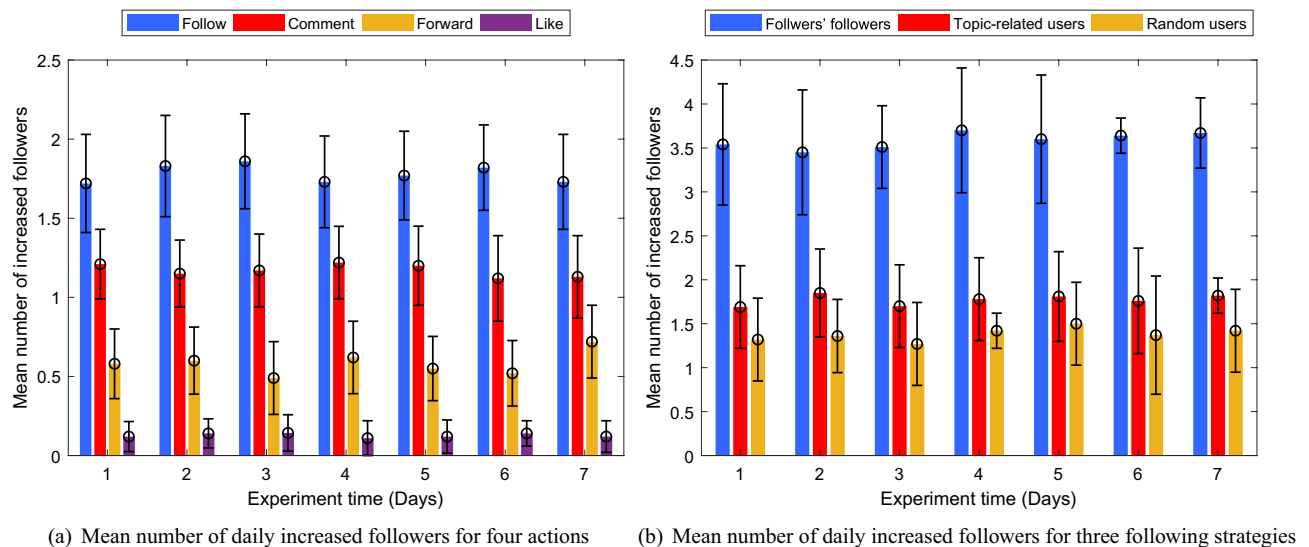 Follow Comment Forward Like
2.5
2
1.5
1
0.5
0
Mean number of increased followers
1 2 3 4 5 6 7
Experiment time (Days)
(a) Mean number of daily increased followers for four actions
Follwers' followers Topic-related users Random users
4.5
4
3.5
3
2.5
2
1.5
1
0.5
0
Mean number of increased followers
1 2 3 4 5 6 7
Experiment time (Days)
(b) Mean number of daily increased followers for three following strategies